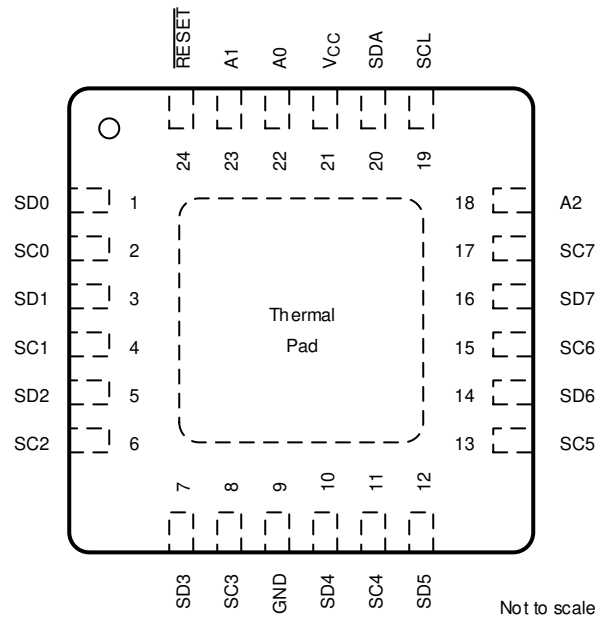 RESET
A1
A0
VCC
SDA
SCL
24
23
22
21
20
19
SD0 1
SC0 2
SD1 3
SC1 4
SD2 5
SC2 6
18 A2
17 SC7
16 SD7
15 SC6
14 SD6
13 SC5
Thermal
Pad
7
8
9
10
11
12
SD3
SC3
GND
SD4
SC4
SD5
Not to scale